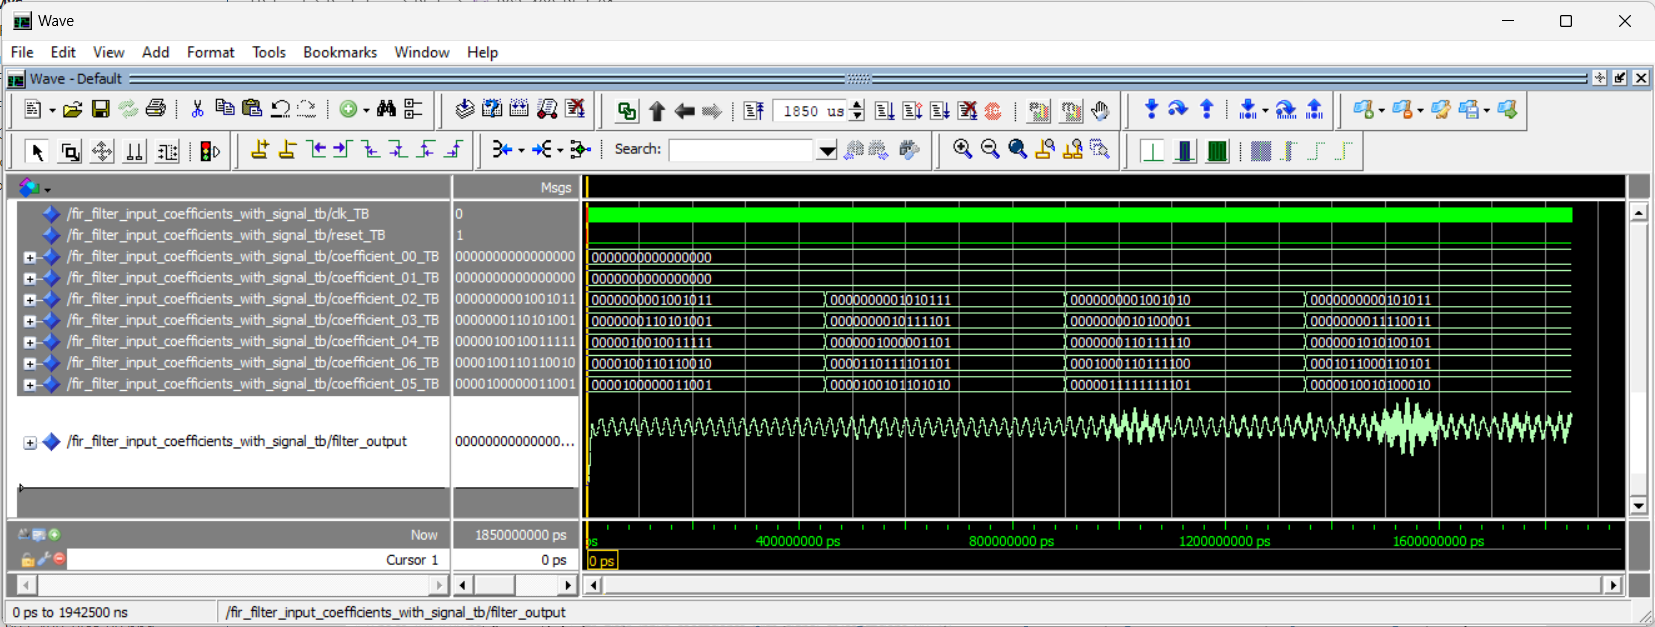 Wave
File Edit View Add Format Tools Bookmarks Window Help
Wave - Default
1850 us
Search:
Msgs
/fir_filter_input_coefficients_with_signal_tb/clk_TB 0
/fir_filter_input_coefficients_with_signal_tb/reset_TB 1
/fir_filter_input_coefficients_with_signal_tb/coefficient_00_TB 0000000000000000 0000000000000000
/fir_filter_input_coefficients_with_signal_tb/coefficient_01_TB 0000000000000000 0000000000000000
/fir_filter_input_coefficients_with_signal_tb/coefficient_02_TB 0000000001001011 0000000001001011 0000000001010111 0000000001001010 0000000000101011
/fir_filter_input_coefficients_with_signal_tb/coefficient_03_TB 0000000110101001 0000000110101001 0000000010111101 0000000010100001 0000000011110011
/fir_filter_input_coefficients_with_signal_tb/coefficient_04_TB 0000010010011111 0000010010011111 0000001000001101 0000000110111110 0000001010100101
/fir_filter_input_coefficients_with_signal_tb/coefficient_06_TB 0000100110110010 0000100110110010 0000110111101101 0001000110111100 0001011000110101
/fir_filter_input_coefficients_with_signal_tb/coefficient_05_TB 0000100000011001 0000100000011001 0000100101101010 0000011111111101 0000010010100010
/fir_filter_input_coefficients_with_signal_tb/filter_output 00000000000000...
Now 1850000000 ps ps 400000000 ps 800000000 ps 1200000000 ps 1600000000 ps
Cursor 1 0 ps 0 ps
0 ps to 1942500 ns /fir_filter_input_coefficients_with_signal_tb/filter_output